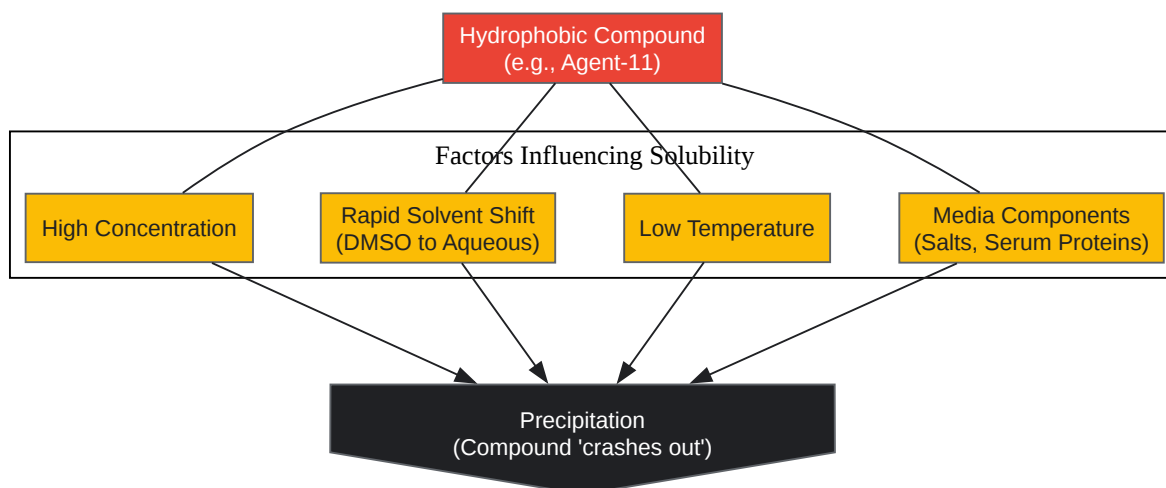 Hydrophobic Compound
(e.g., Agent-11)
Factors Influencing Solubility
High Concentration
Rapid Solvent Shift
(DMSO to Aqueous)
Low Temperature
Media Components
(Salts, Serum Proteins)
Precipitation
(Compound 'crashes out')